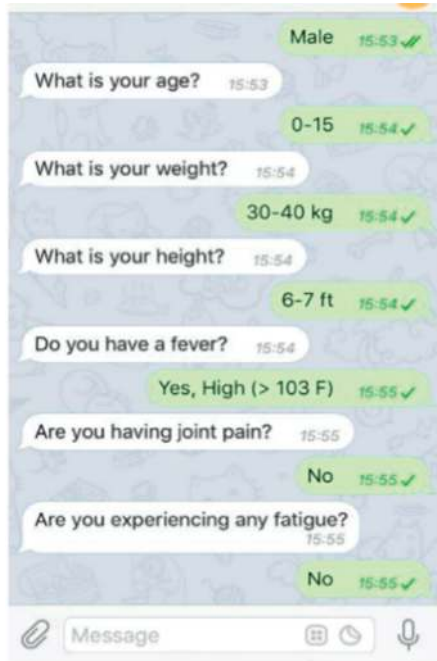 Male 15:53
What is your age? 15:53
0-15 15:54
What is your weight? 15:54
30-40 kg 15:54
What is your height? 15:54
6-7 ft 15:54
Do you have a fever? 15:54
Yes, High (> 103 F) 15:55
Are you having joint pain? 15:55
No 15:55
Are you experiencing any fatigue?
15:55
No 15:55
Message